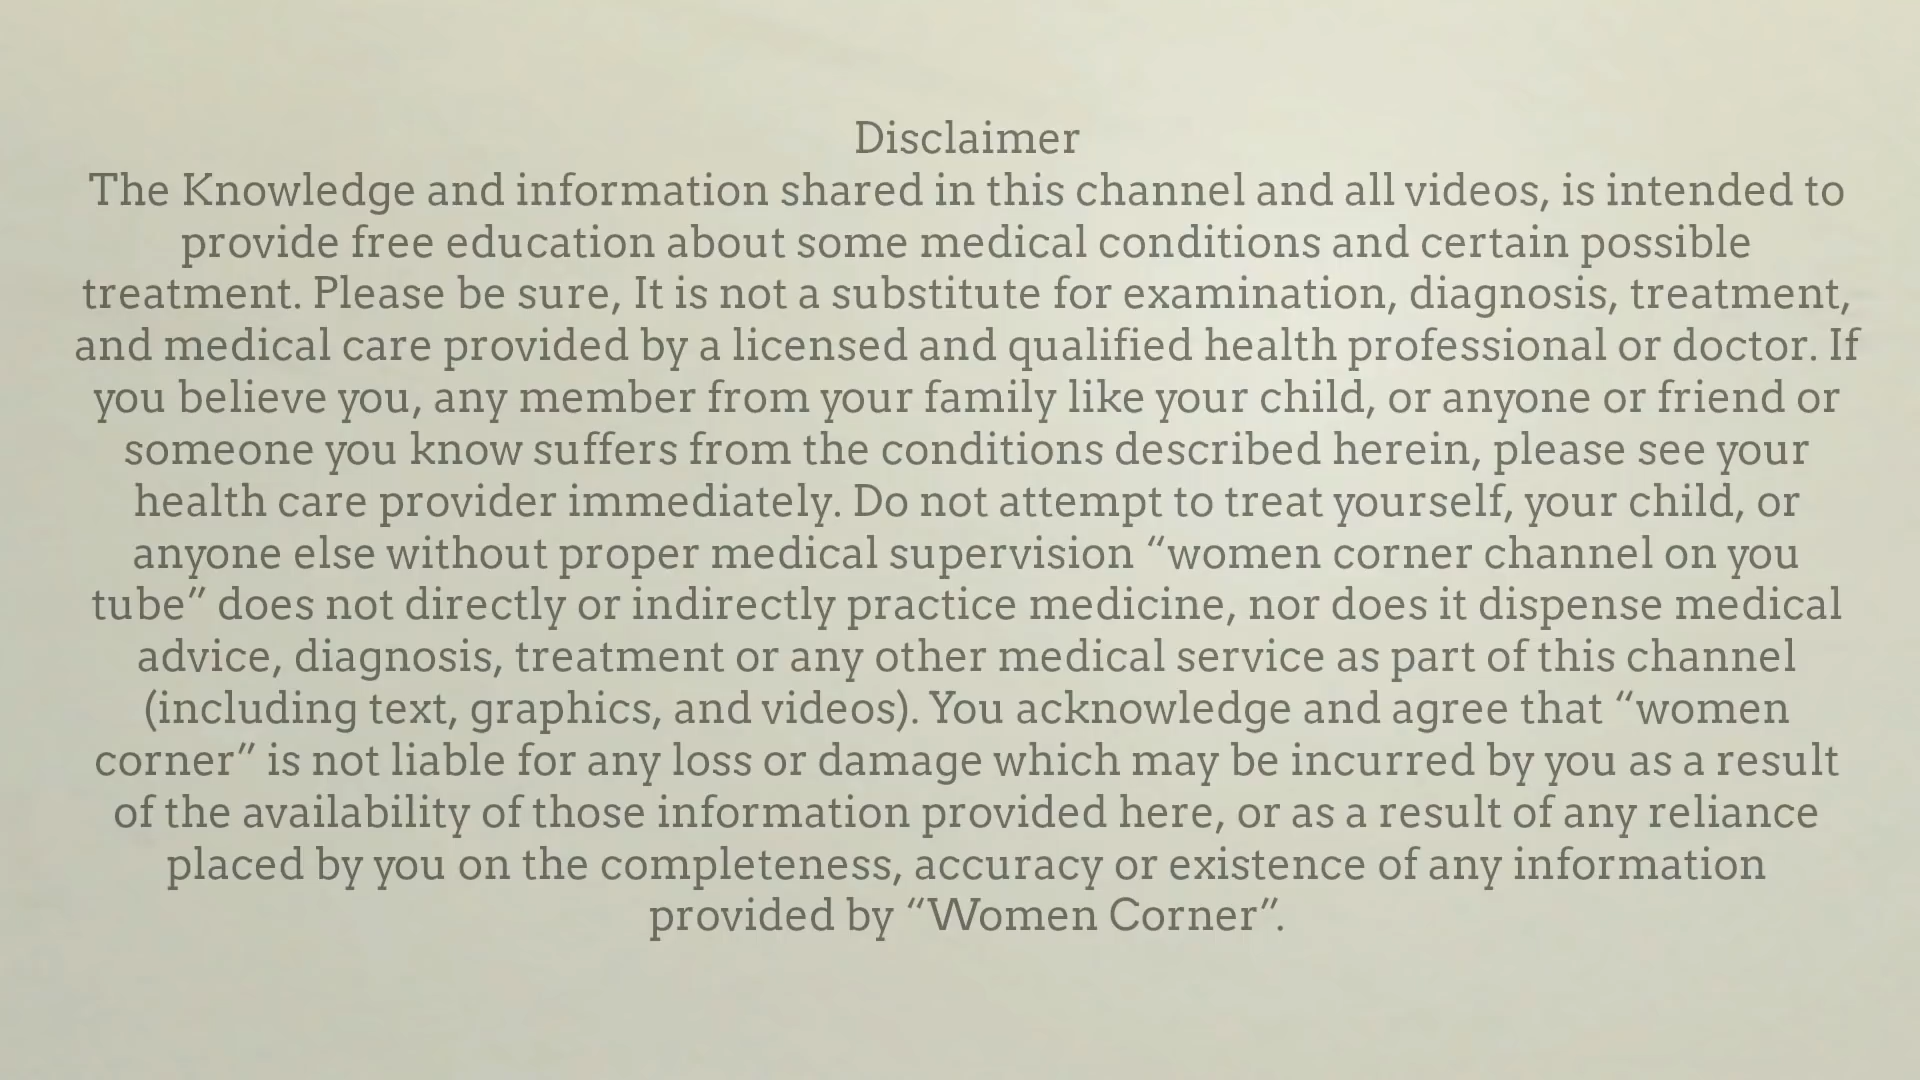 Disclaimer
The Knowledge and information shared in this channel and all videos, is intended to
provide free education about some medical conditions and certain possible
treatment. Please be sure, It is not a substitute for examination, diagnosis, treatment,
and medical care provided by a licensed and qualified health professional or doctor. If
you believe you, any member from your family like your child, or anyone or friend or
someone you know suffers from the conditions described herein, please see your
health care provider immediately. Do not attempt to treat yourself, your child, or
anyone else without proper medical supervision “women corner channel on you
tube” does not directly or indirectly practice medicine, nor does it dispense medical
advice, diagnosis, treatment or any other medical service as part of this channel
(including text, graphics, and videos). You acknowledge and agree that “women
corner” is not liable for any loss or damage which may be incurred by you as a result
of the availability of those information provided here, or as a result of any reliance
placed by you on the completeness, accuracy or existence of any information
provided by “Women Corner”.